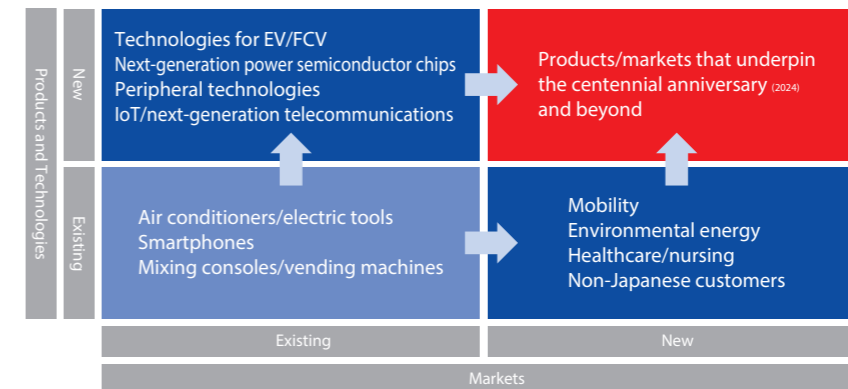 Products and Technologies
New
Technologies for EV/FCV
Next-generation power semiconductor chips
Peripheral technologies
IoT/next-generation telecommunications
Products/markets that underpin
the centennial anniversary (2024)
and beyond
Existing
Air conditioners/electric tools
Smartphones
Mixing consoles/vending machines
Mobility
Environmental energy
Healthcare/nursing
Non-Japanese customers
Existing
New
Markets